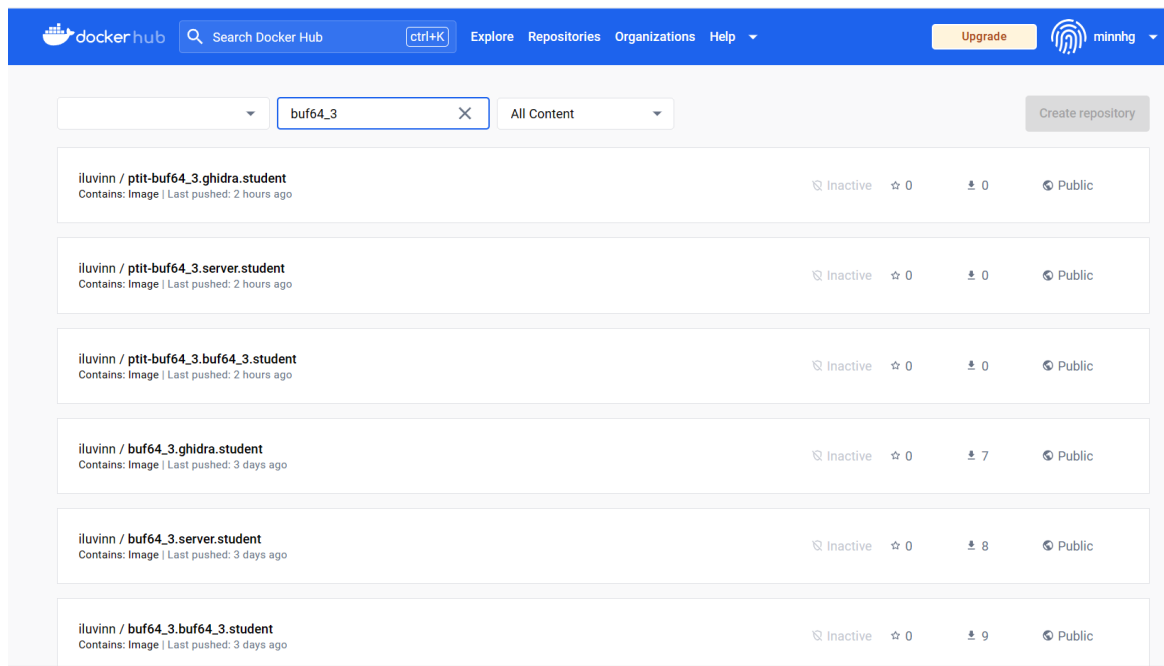 dockerhub Search Docker Hub ctrl+K Explore Repositories Organizations Help Upgrade minnhg
buf64_3 All Content Create repository
iluvinn / ptit-buf64_3.ghidra.student
Contains: Image | Last pushed: 2 hours ago
Inactive 0 0 Public
iluvinn / ptit-buf64_3.server.student
Contains: Image | Last pushed: 2 hours ago
Inactive 0 0 Public
iluvinn / ptit-buf64_3.buf64_3.student
Contains: Image | Last pushed: 2 hours ago
Inactive 0 0 Public
iluvinn / buf64_3.ghidra.student
Contains: Image | Last pushed: 3 days ago
Inactive 0 7 Public
iluvinn / buf64_3.server.student
Contains: Image | Last pushed: 3 days ago
Inactive 0 8 Public
iluvinn / buf64_3.buf64_3.student
Contains: Image | Last pushed: 3 days ago
Inactive 0 9 Public